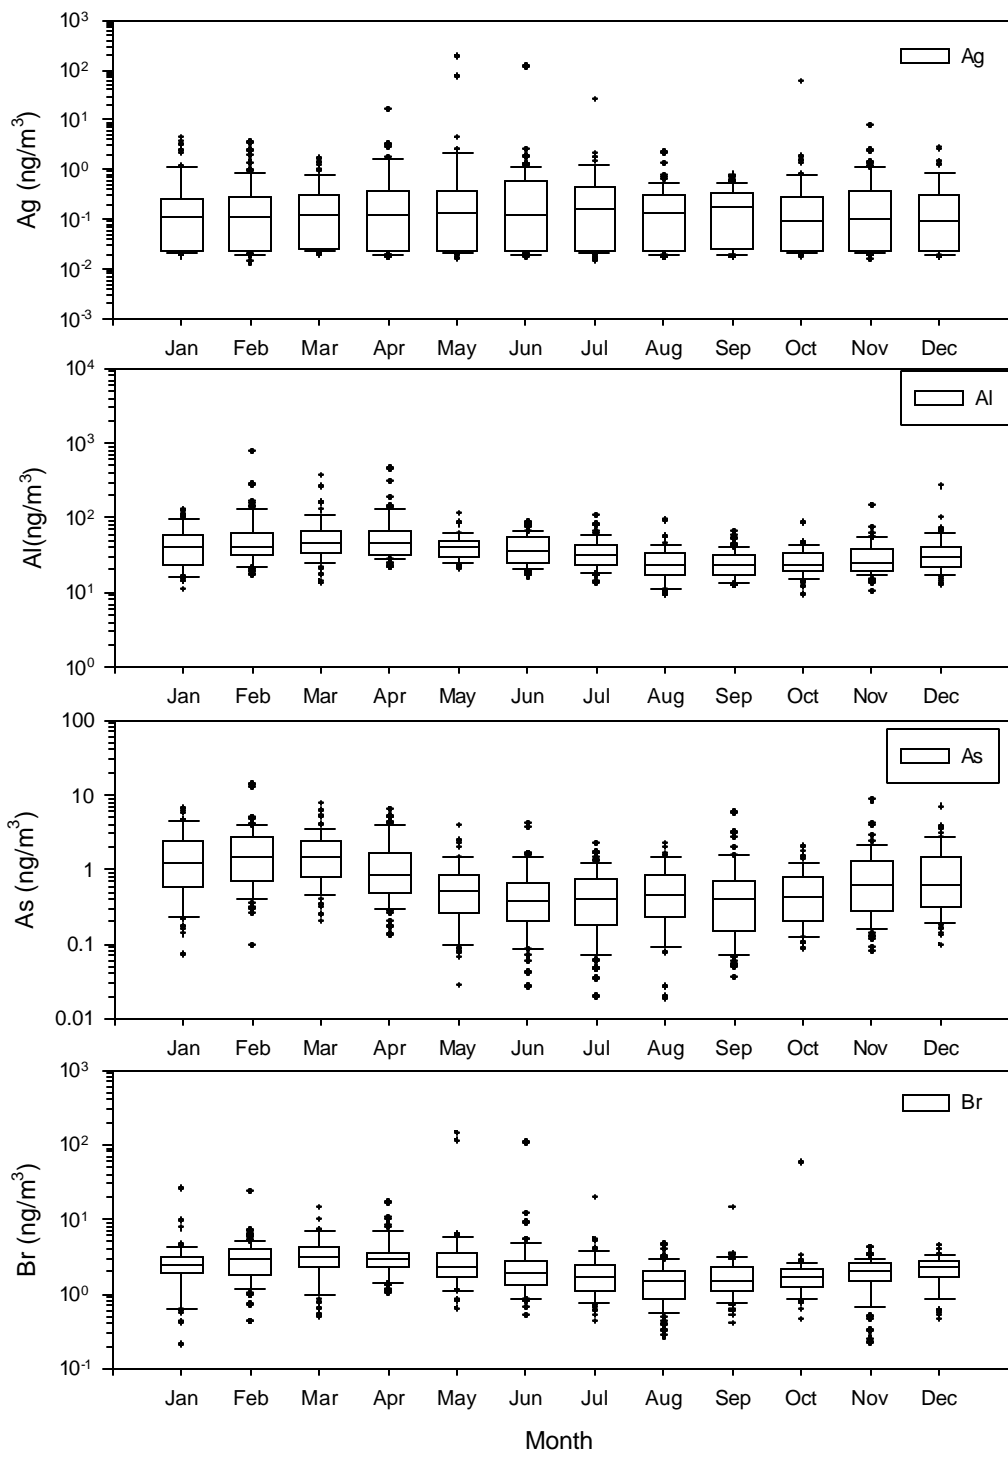 10³
10²
10¹
10⁰
10⁻¹
10⁻²
10⁻³
Ag (ng/m³)
Ag
Jan Feb Mar Apr May Jun Jul Aug Sep Oct Nov Dec
10⁴
10³
10²
10¹
10⁰
Al(ng/m³)
Al
Jan Feb Mar Apr May Jun Jul Aug Sep Oct Nov Dec
100
10
1
0.1
0.01
As (ng/m³)
As
Jan Feb Mar Apr May Jun Jul Aug Sep Oct Nov Dec
10³
10²
10¹
10⁰
10⁻¹
Br (ng/m³)
Br
Jan Feb Mar Apr May Jun Jul Aug Sep Oct Nov Dec
Month